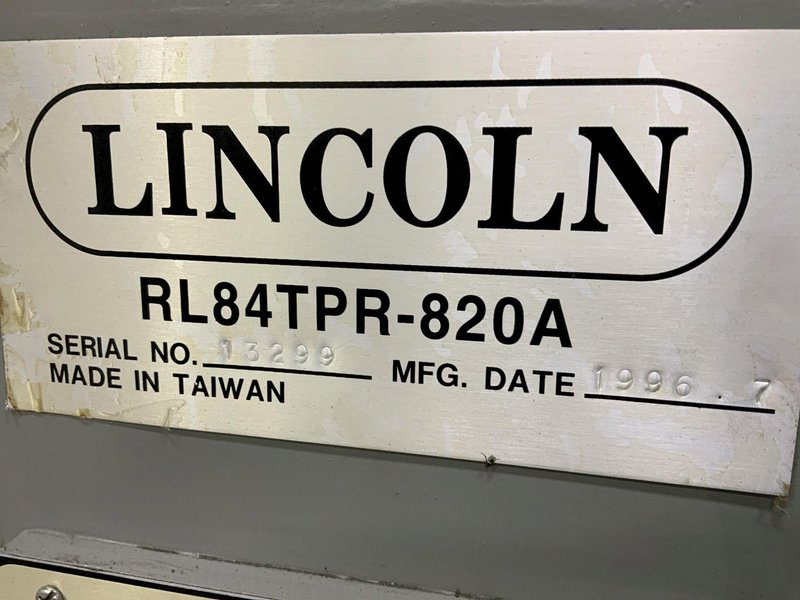 LINCOLN
RL84TPR-820A
SERIAL NO. 13299 MFG. DATE 1996.7
MADE IN TAIWAN